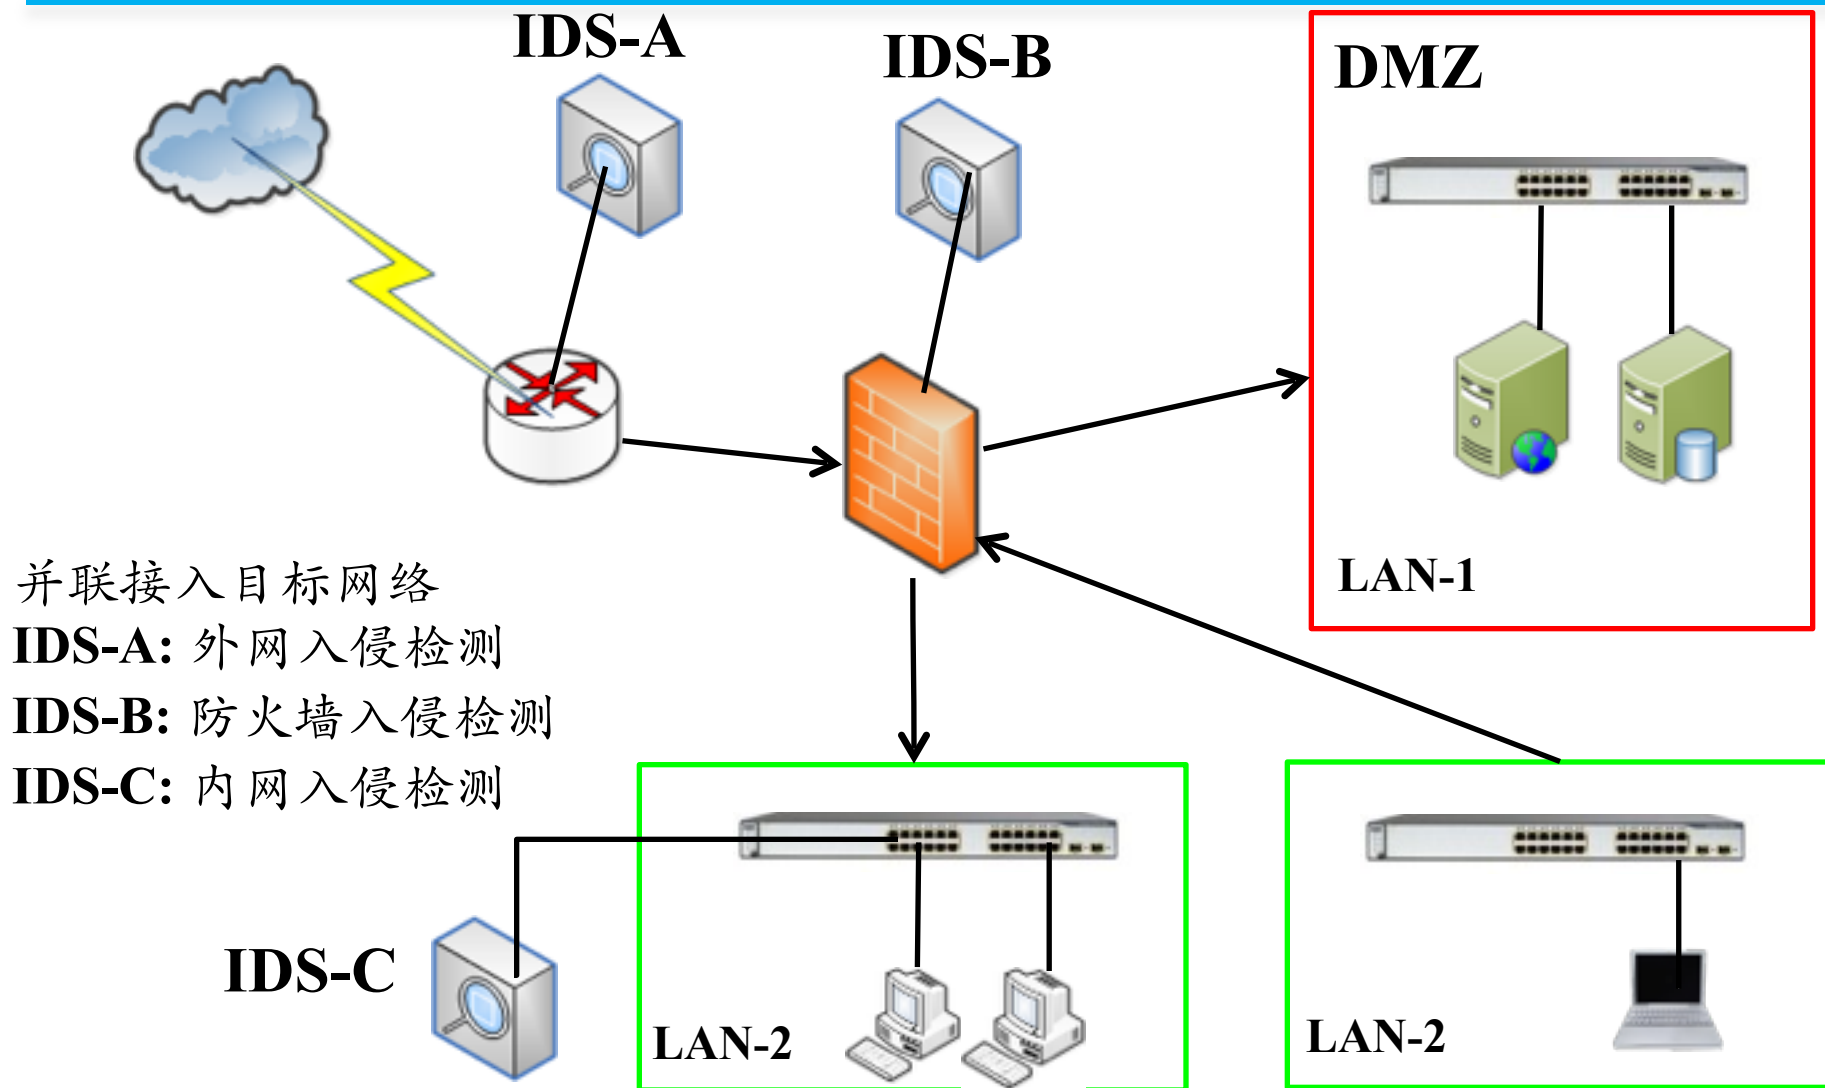 IDS-A
IDS-B
DMZ
LAN-1
并联接入目标网络
IDS-A: 外网入侵检测
IDS-B: 防火墙入侵检测
IDS-C: 内网入侵检测
IDS-C
LAN-2
LAN-2